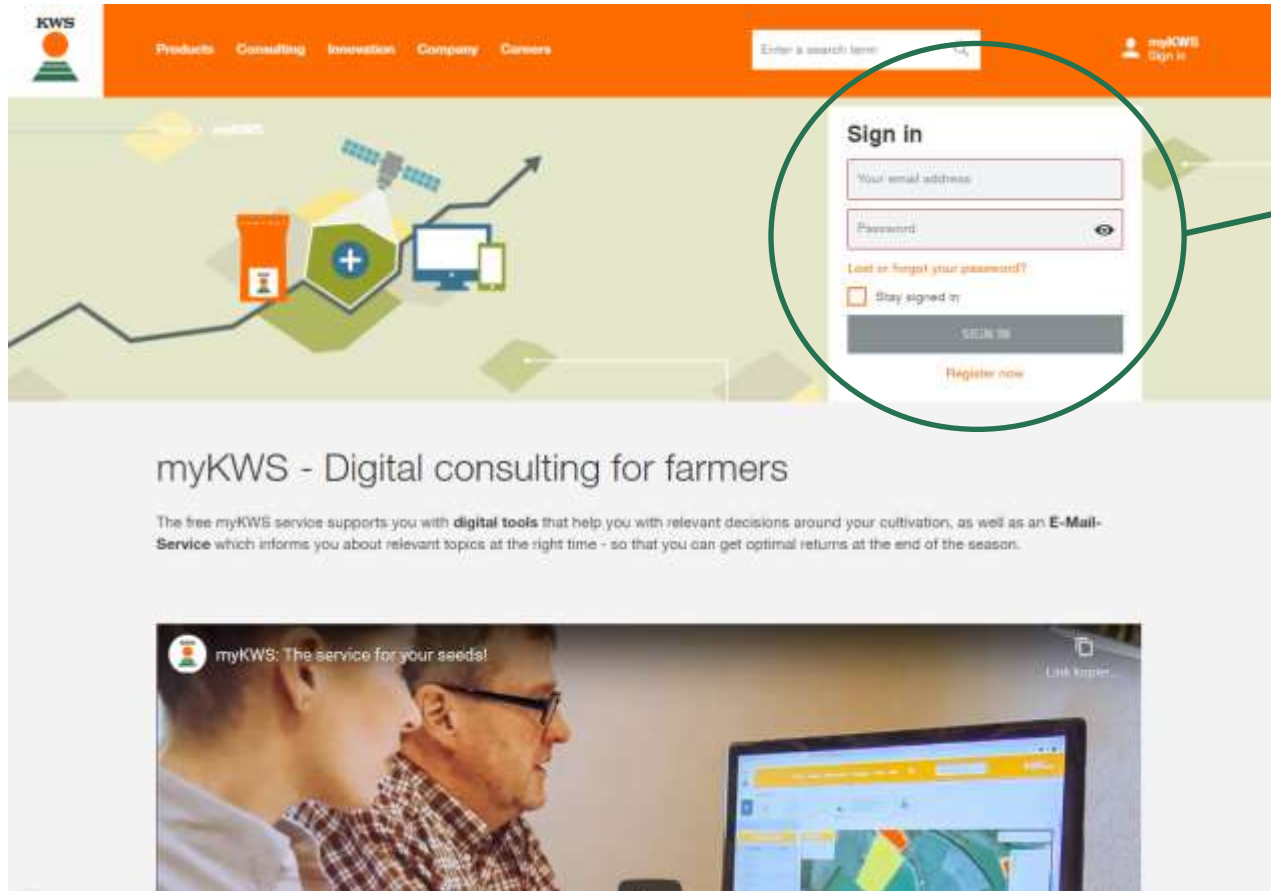 KWS
Products Consulting Innovation Company Careers
Enter a search term
myKWS
Sign in
myKWS
Sign in
Your email address
Password
Lost or forgot your password?
Stay signed in
SIGN IN
Register now
myKWS - Digital consulting for farmers
The free myKWS service supports you with digital tools that help you with relevant decisions around your cultivation, as well as an E-Mail-
Service which informs you about relevant topics at the right time - so that you can get optimal returns at the end of the season.
myKWS: The service for your seeds!
Link kopier...